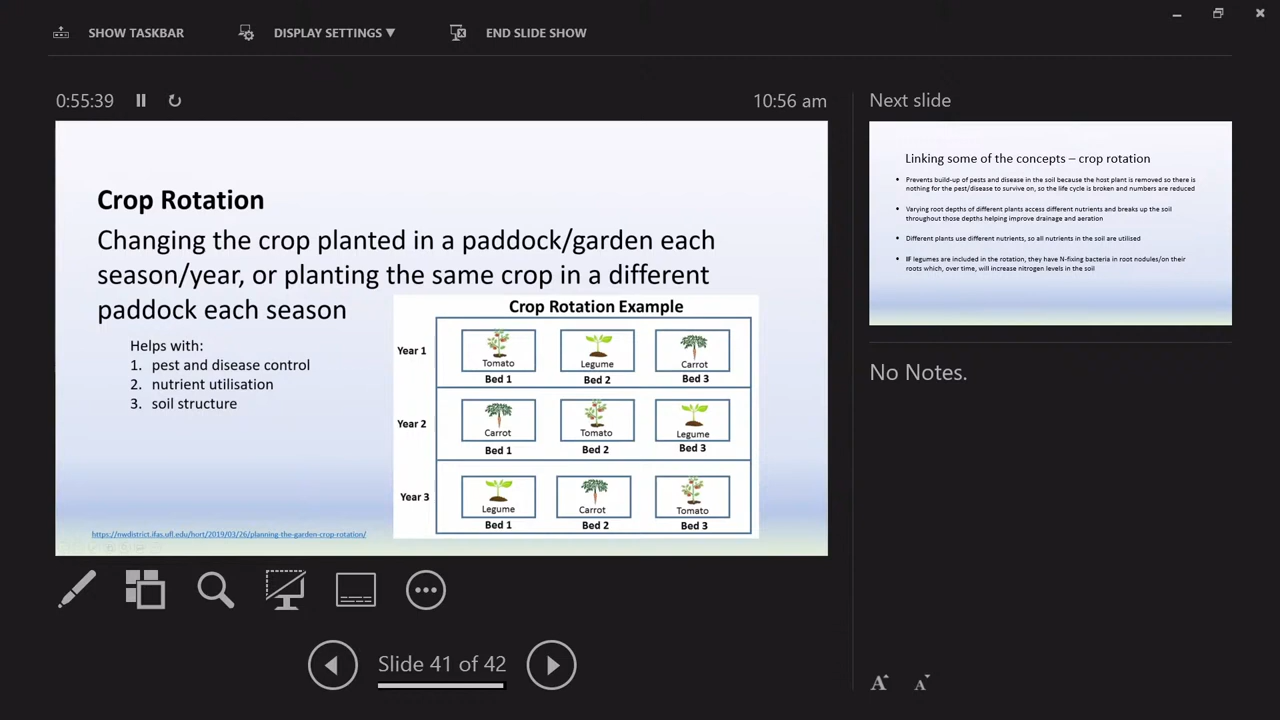 SHOW TASKBAR
DISPLAY SETTINGS ▼
END SLIDE SHOW
0:55:39
10:56 am
Crop Rotation
Changing the crop planted in a paddock/garden each
season/year, or planting the same crop in a different
paddock each season
Helps with:
1. pest and disease control
2. nutrient utilisation
3. soil structure
Crop Rotation Example
Year 1
Tomato
Legume
Carrot
Bed 1
Bed 2
Bed 3
Year 2
Carrot
Tomato
Legume
Bed 1
Bed 2
Bed 3
Year 3
Legume
Carrot
Tomato
Bed 1
Bed 2
Bed 3
https://nwdistrict.ifas.ufl.edu/hort/2019/03/26/planning-the-garden-crop-rotation/
Slide 41 of 42
Next slide
Linking some of the concepts – crop rotation
• Prevents build-up of pests and disease in the soil because the host plant is removed so there is
nothing for the pest/disease to survive on, so the life cycle is broken and numbers are reduced
• Varying root depths of different plants access different nutrients and breaks up the soil
throughout those depths helping improve drainage and aeration
• Different plants use different nutrients, so all nutrients in the soil are utilised
• IF legumes are included in the rotation, they have N-fixing bacteria in root nodules/on their
roots which, over time, will increase nitrogen levels in the soil
No Notes.
A A